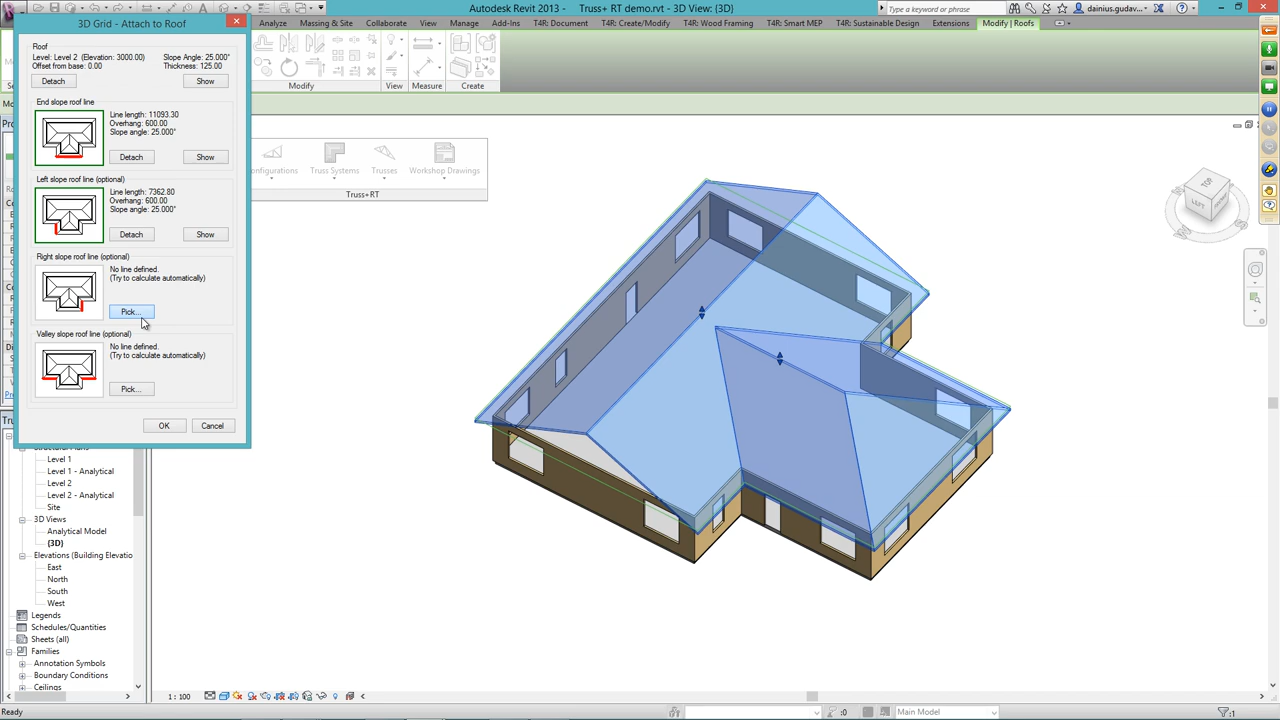 3D Grid - Attach to Roof
Autodesk Revit 2013 -    Truss+ RT demo.rvt - 3D View: {3D}
Type a keyword or phrase
dainius.gudav...
Analyze
Massing & Site
Collaborate
View
Manage
Add-Ins
T4R: Document
T4R: Create/Modify
T4R: Wood Framing
T4R: Smart MEP
T4R: Sustainable Design
Extensions
Modify | Roofs
Modify
View
Measure
Create
Roof
Level: Level 2  (Elevation: 3000.00)
Offset from base: 0.00
Slope Angle: 25.000°
Thickness: 125.00
Detach
Show
End slope roof line
Line length: 11093.30
Overhang: 600.00
Slope angle: 25.000°
Detach
Show
Left slope roof line (optional)
Line length: 7362.80
Overhang: 600.00
Slope angle: 25.000°
Detach
Show
Right slope roof line (optional)
No line defined.
(Try to calculate automatically)
Pick...
Valley slope roof line (optional)
No line defined.
(Try to calculate automatically)
Pick...
OK
Cancel
onfigurations
Truss Systems
Trusses
Workshop Drawings
Truss+RT
TOP
LEFT
Level 1
Level 1 - Analytical
Level 2
Level 2 - Analytical
Site
3D Views
Analytical Model
{3D}
Elevations (Building Elevatio
East
North
South
West
Legends
Schedules/Quantities
Sheets (all)
Families
Annotation Symbols
Boundary Conditions
Ceilings
1 : 100
Ready
:0
Main Model
:1